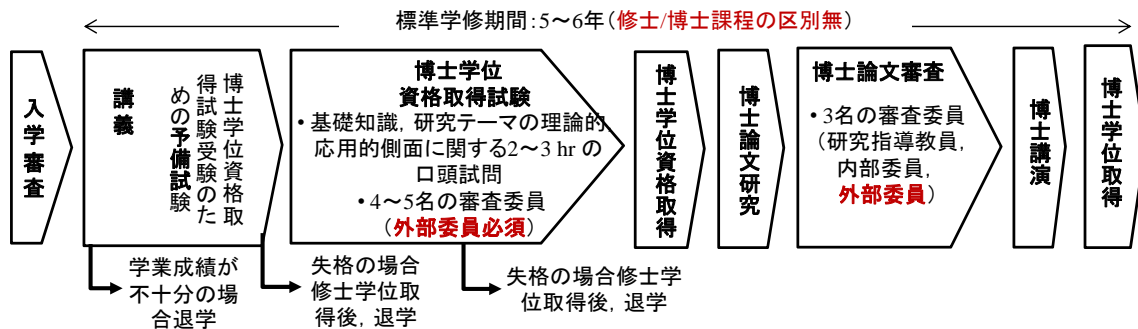 標準学修期間:5～6年(修士/博士課程の区別無)
入学審査
講義
博士学位資格取
得試験受験のた
めの予備試験
博士学位
資格取得試験
• 基礎知識, 研究テーマの理論的,
応用的側面に関する2～3 hr の
口頭試問
• 4～5名の審査委員
(外部委員必須)
博士学位資格取得
博士論文研究
博士論文審査
• 3名の審査委員
(研究指導教員,
内部委員,
外部委員)
博士講演
博士学位取得
学業成績が
不十分の場
合退学
失格の場合
修士学位取
得後, 退学
失格の場合修士学
位取得後, 退学